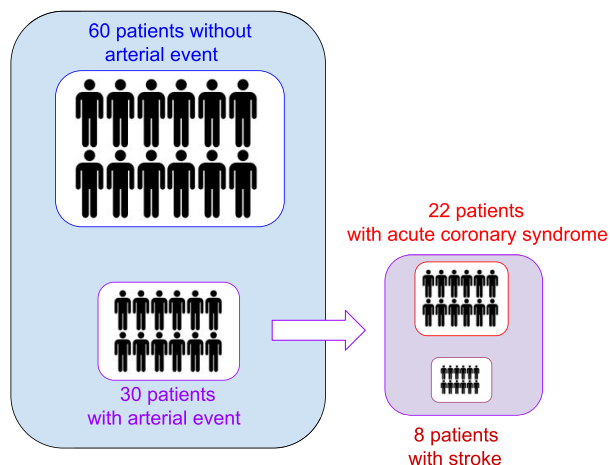 60 patients without
arterial event
30 patients
with arterial event
22 patients
with acute coronary syndrome
8 patients
with stroke